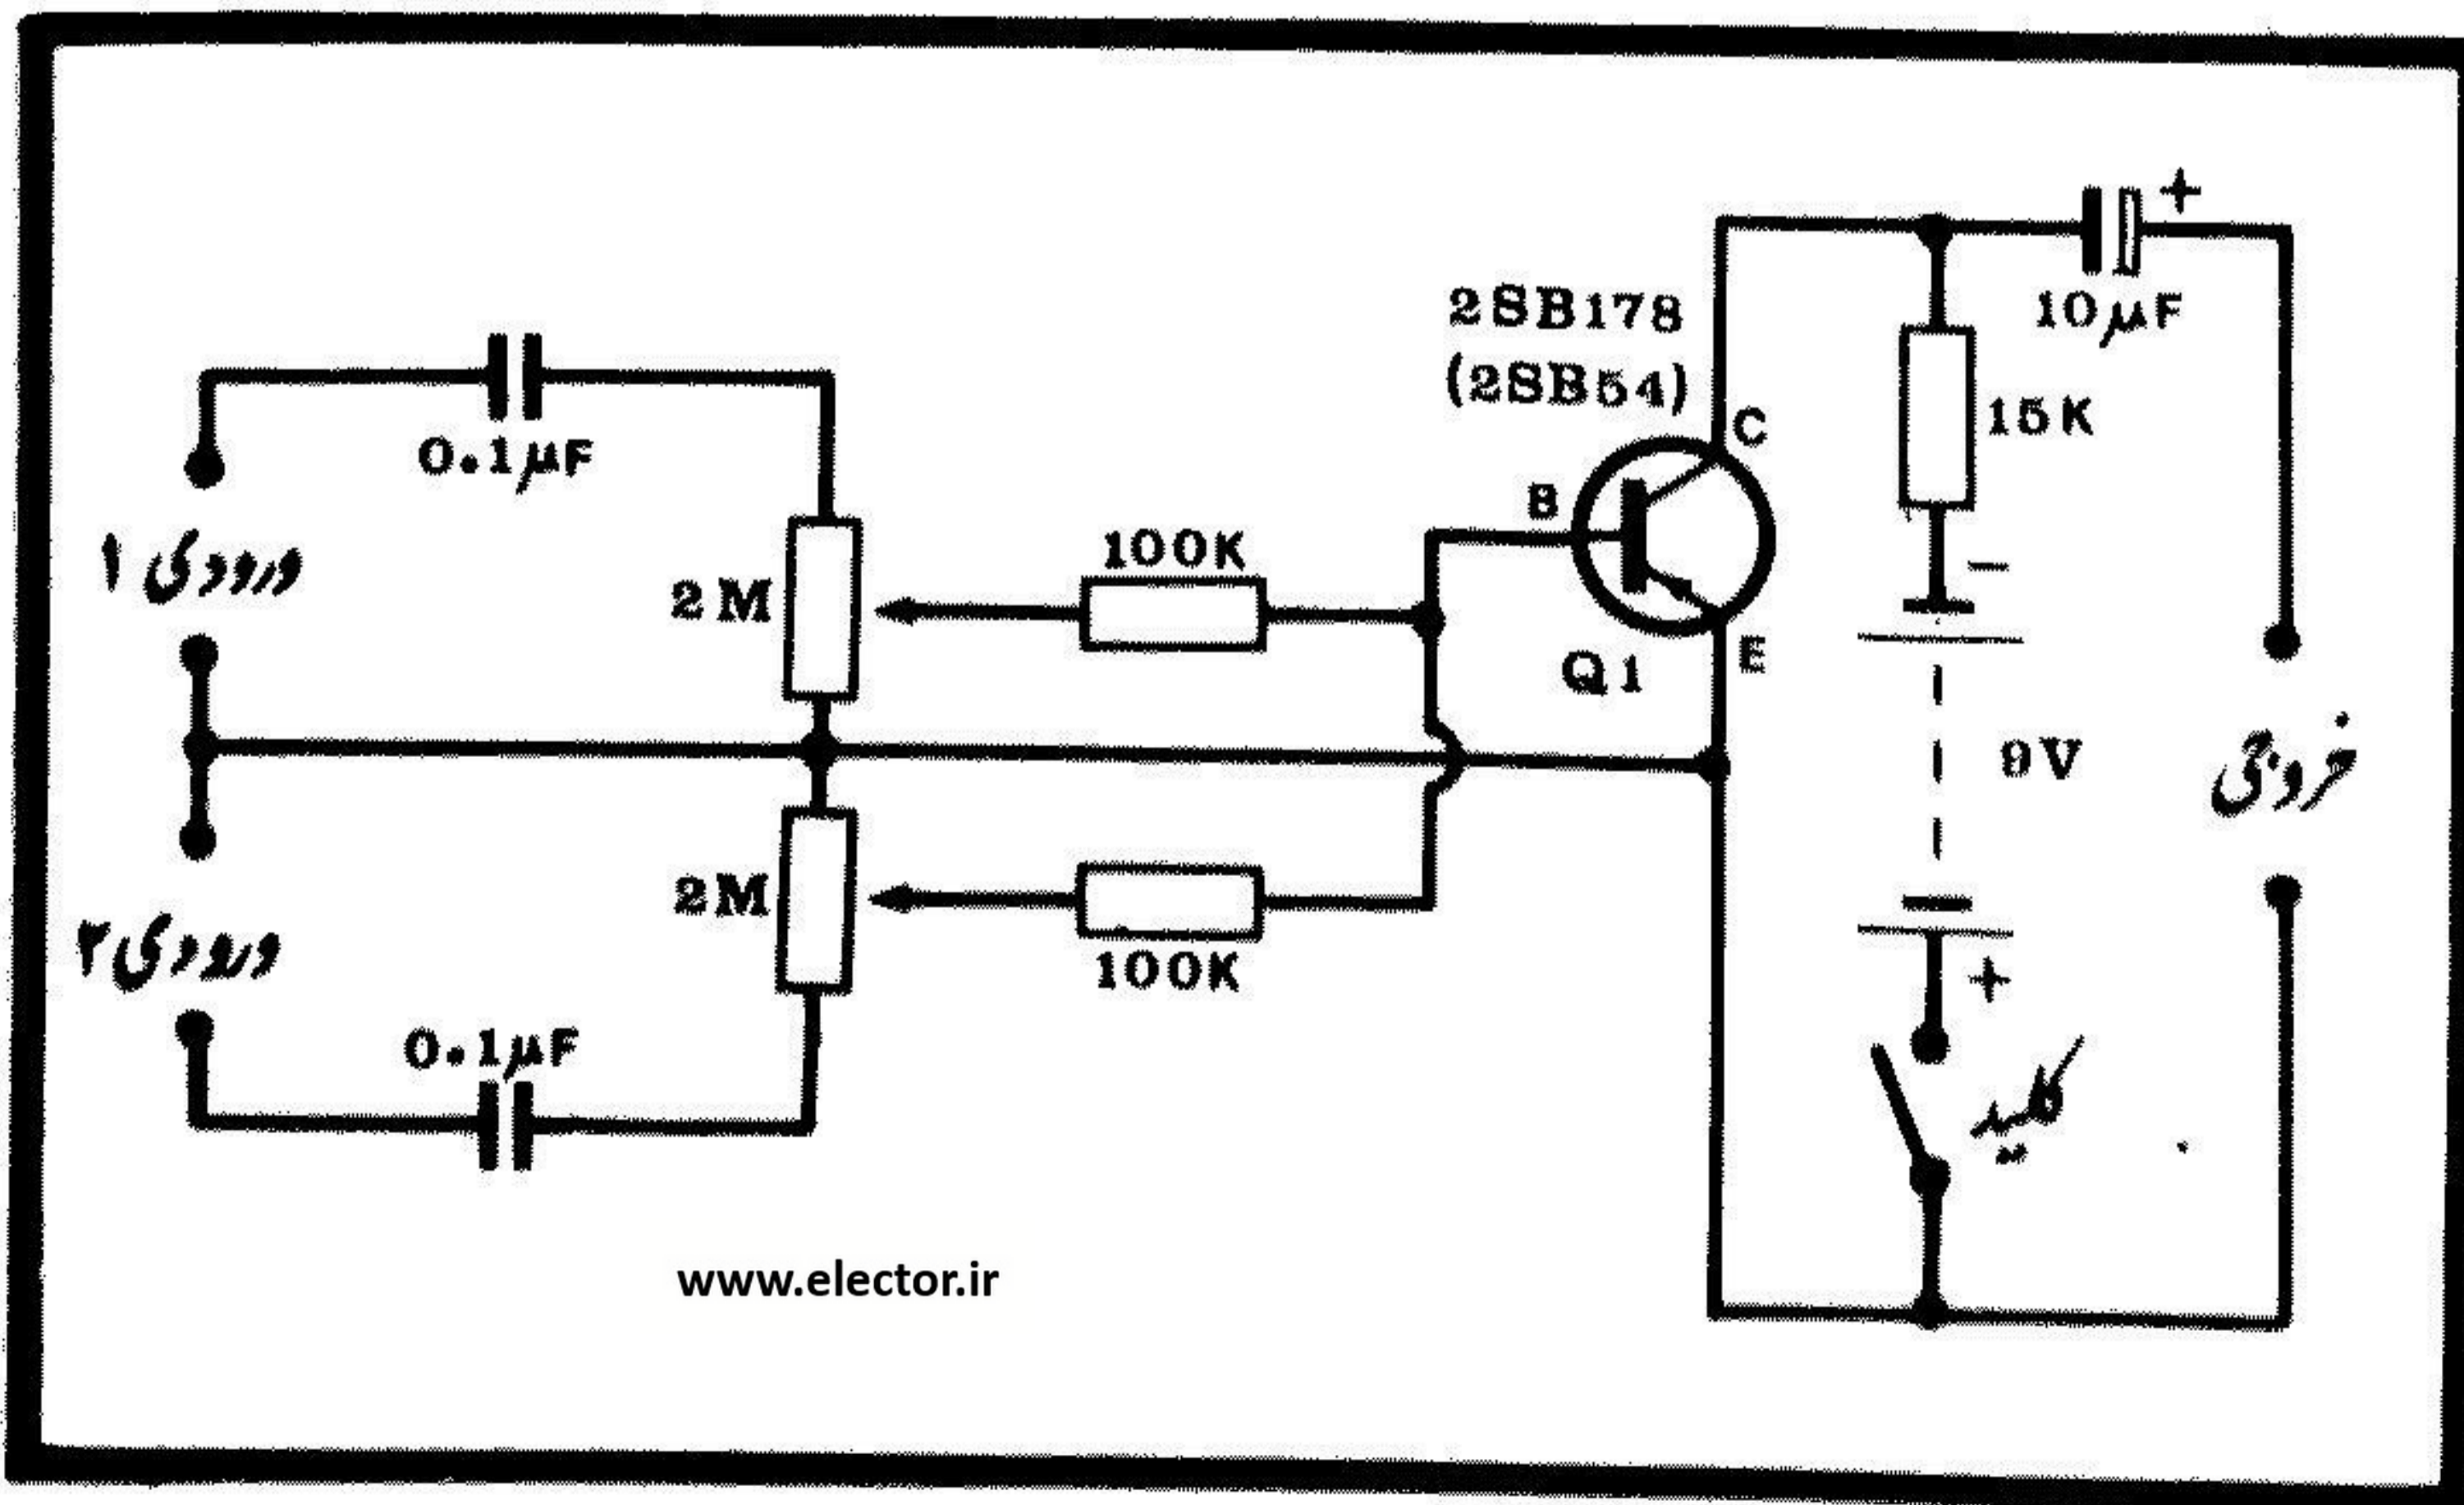 +
10µF
2SB178
(2SB54)
C
15K
0.1µF
B
100K
ورودی ۱
2M
−
Q1
E
9V
خروجی
2M
ورودی ۲
100K
+
0.1µF
کلید
www.elector.ir